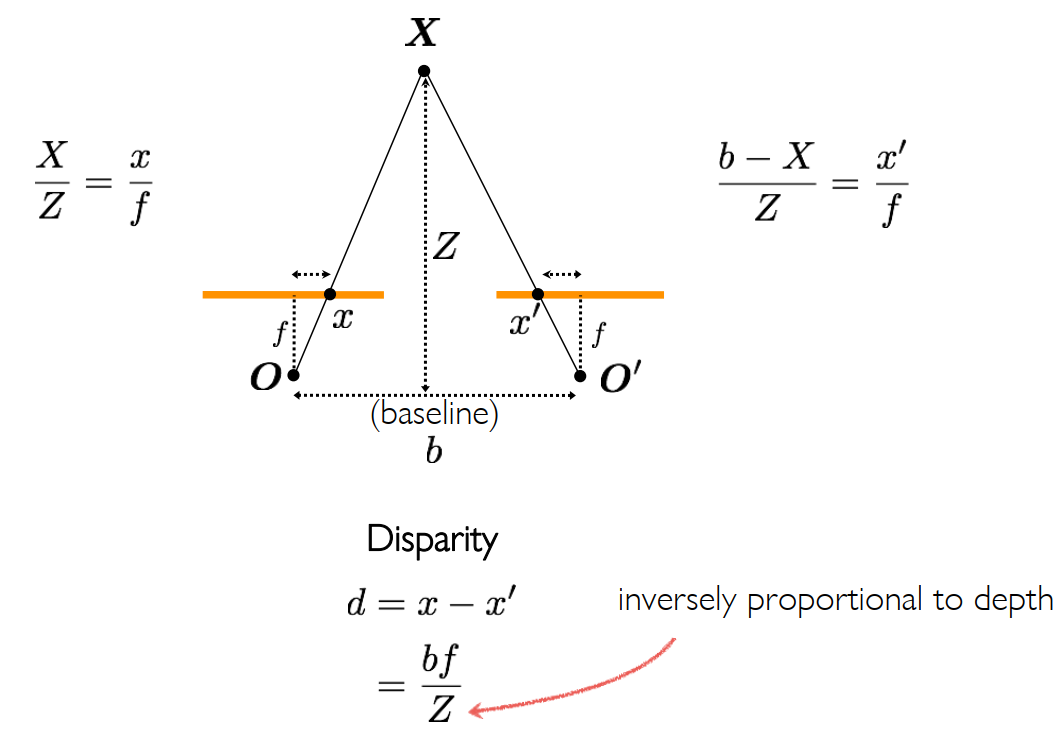 X
X/Z = x/f
b − X/Z = x′/f
Z
f
x
x′
f
O
O′
(baseline)
b
Disparity
d = x − x′
inversely proportional to depth
= bf/Z